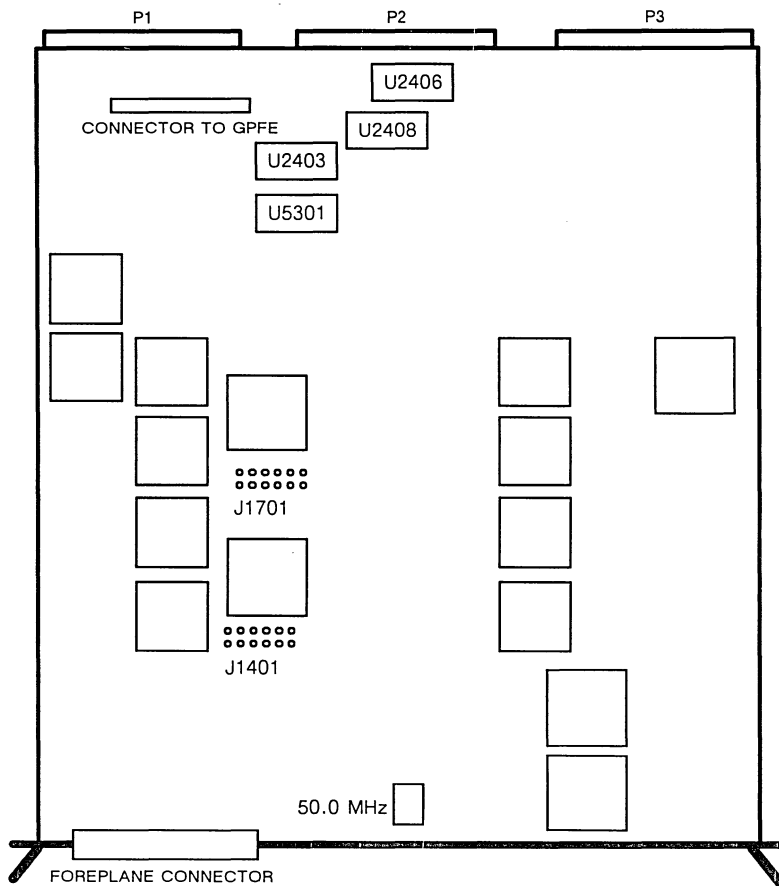 P1
P2
P3
U2406
CONNECTOR TO GPFE
U2408
U2403
U5301
J1701
J1401
50.0 MHz
FOREPLANE CONNECTOR